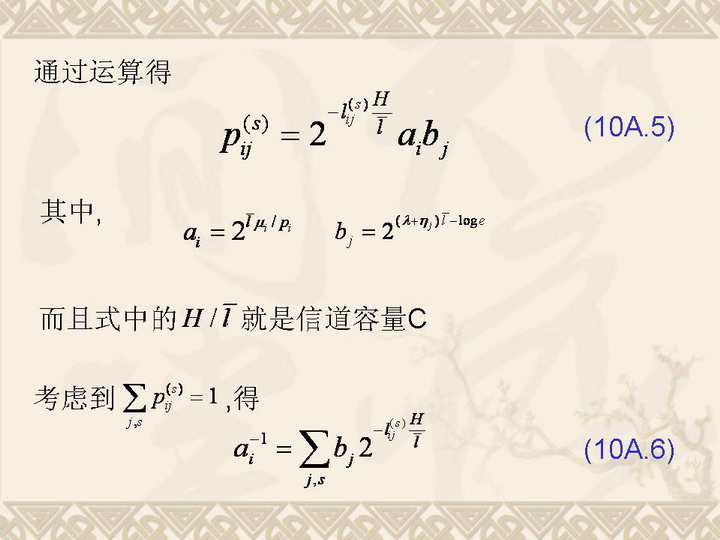 通过运算得
p_{ij}^{(s)} = 2^{-l_{ij}^{(s)} \frac{H}{\bar{l}}} a_i b_j (10A.5)
其中, a_i = 2^{\bar{l} \mu_i / p_i} b_j = 2^{(\lambda + \eta_j) \bar{l} - \log e}
而且式中的 H / \bar{l} 就是信道容量C
考虑到 \sum_{j,s} p_{ij}^{(s)} = 1 ,得
a_i^{-1} = \sum_{j,s} b_j 2^{-l_{ij}^{(s)} \frac{H}{\bar{l}}} (10A.6)